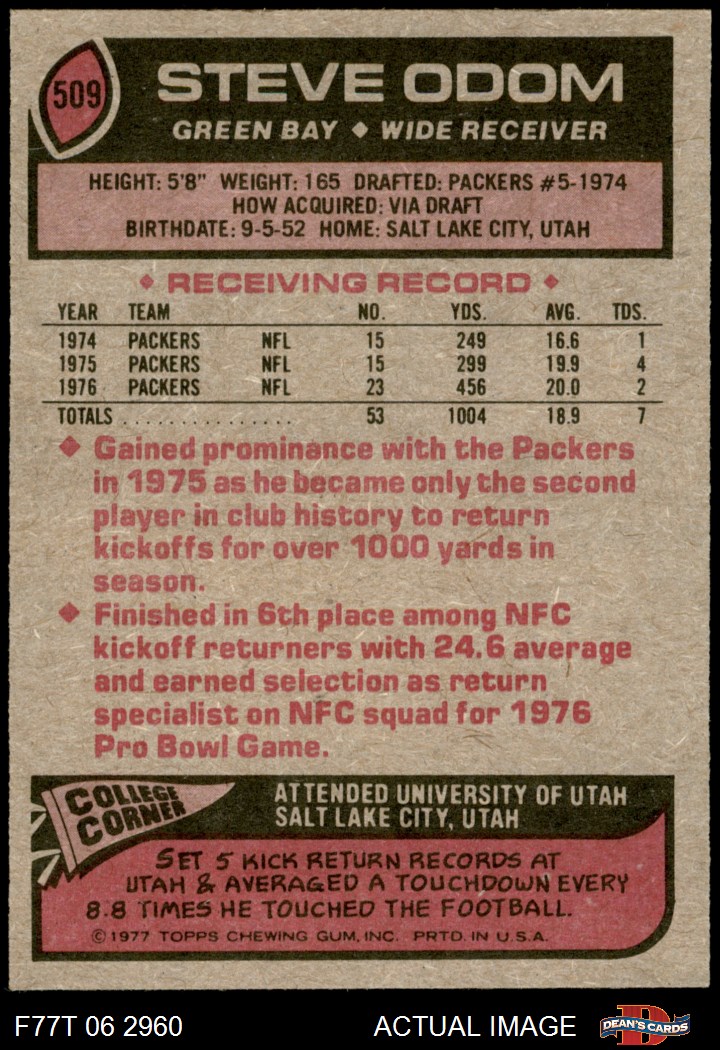 509
STEVE ODOM
GREEN BAY ◆ WIDE RECEIVER
HEIGHT: 5'8" WEIGHT: 165 DRAFTED: PACKERS #5-1974
HOW ACQUIRED: VIA DRAFT
BIRTHDATE: 9-5-52 HOME: SALT LAKE CITY, UTAH
◆ RECEIVING RECORD ◆
YEAR TEAM NO. YDS. AVG. TDS.
1974 PACKERS NFL 15 249 16.6 1
1975 PACKERS NFL 15 299 19.9 4
1976 PACKERS NFL 23 456 20.0 2
TOTALS . . . . . . . . . . . . . . 53 1004 18.9 7
◆ Gained prominance with the Packers
in 1975 as he became only the second
player in club history to return
kickoffs for over 1000 yards in
season.
◆ Finished in 6th place among NFC
kickoff returners with 24.6 average
and earned selection as return
specialist on NFC squad for 1976
Pro Bowl Game.
COLLEGE
CORNER
ATTENDED UNIVERSITY OF UTAH
SALT LAKE CITY, UTAH
SET 5 KICK RETURN RECORDS AT
UTAH & AVERAGED A TOUCHDOWN EVERY
8.8 TIMES HE TOUCHED THE FOOTBALL.
©1977 TOPPS CHEWING GUM, INC. PRTD. IN U.S.A.
F77T 06 2960 ACTUAL IMAGE
D
DEAN'S CARDS